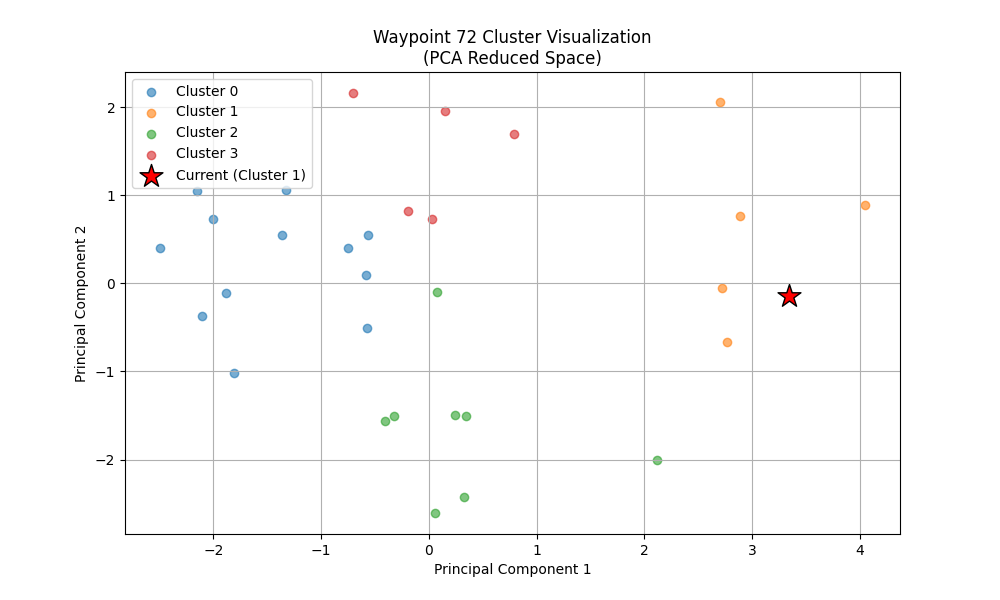 Waypoint 72 Cluster Visualization
(PCA Reduced Space)
Cluster 0
Cluster 1
Cluster 2
Cluster 3
Current (Cluster 1)
Principal Component 2
2
1
0
−1
−2
−2
−1
0
1
2
3
4
Principal Component 1